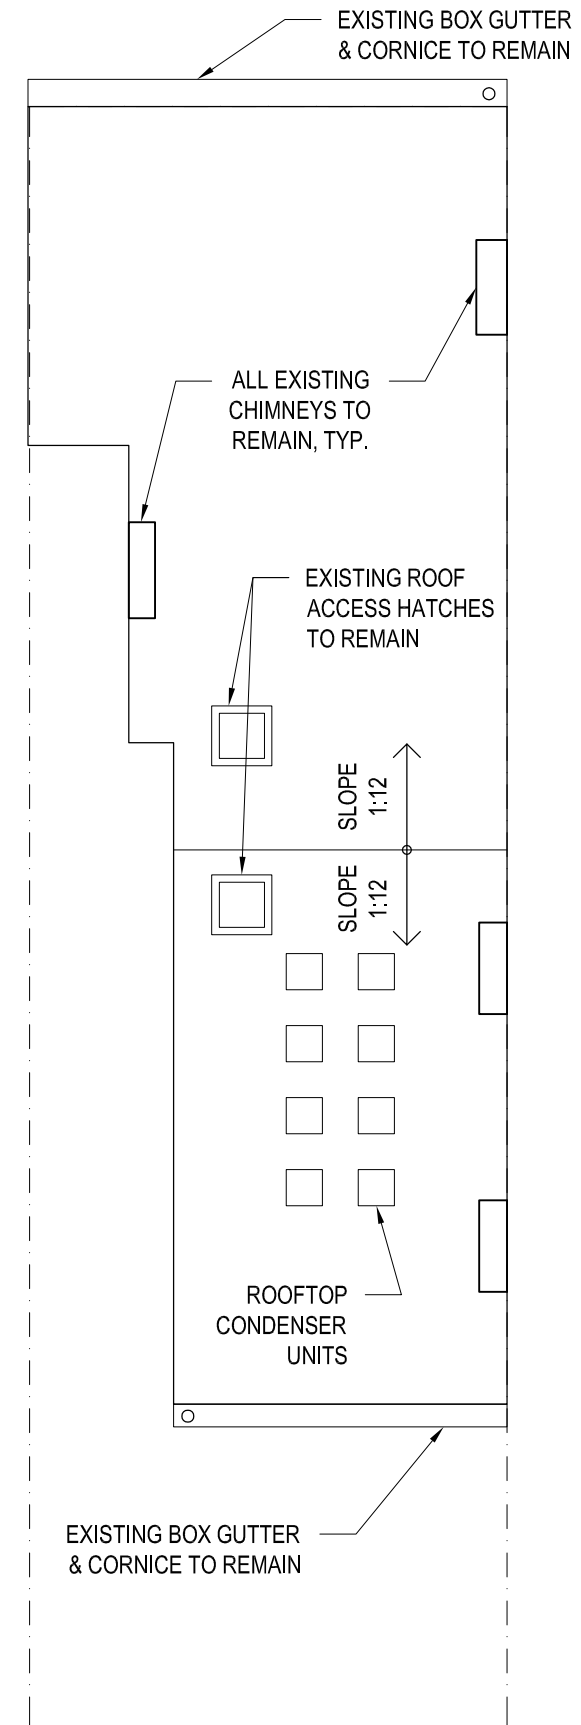 EXISTING BOX GUTTER
& CORNICE TO REMAIN
ALL EXISTING
CHIMNEYS TO
REMAIN, TYP.
EXISTING ROOF
ACCESS HATCHES
TO REMAIN
SLOPE
1:12
SLOPE
1:12
ROOFTOP
CONDENSER
UNITS
EXISTING BOX GUTTER
& CORNICE TO REMAIN